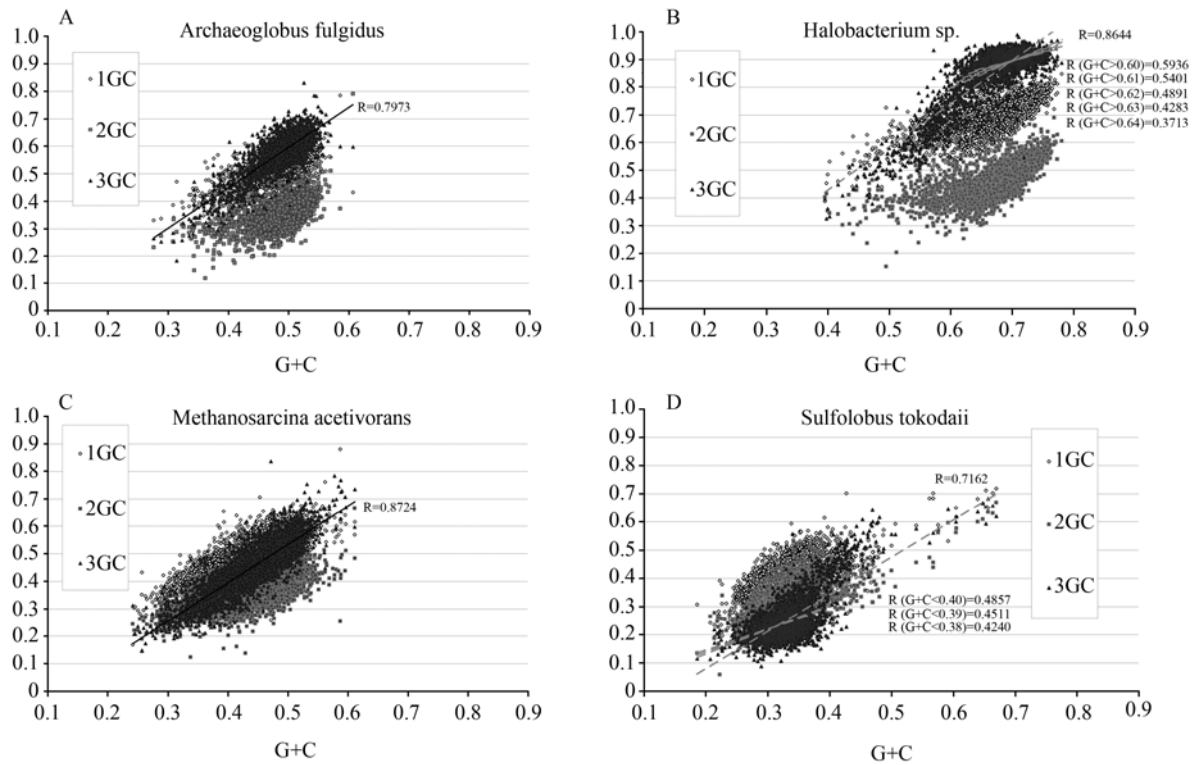 A
Archaeoglobus fulgidus
1.0
0.9
0.8
0.7
0.6
0.5
0.4
0.3
0.2
0.1
0
1GC
2GC
3GC
R=0.7973
0.1 0.2 0.3 0.4 0.5 0.6 0.7 0.8 0.9
G+C
B
Halobacterium sp.
1.0
0.9
0.8
0.7
0.6
0.5
0.4
0.3
0.2
0.1
0
1GC
2GC
3GC
R=0.8644
R (G+C>0.60)=0.5936
R (G+C>0.61)=0.5401
R (G+C>0.62)=0.4891
R (G+C>0.63)=0.4283
R (G+C>0.64)=0.3713
0.1 0.2 0.3 0.4 0.5 0.6 0.7 0.8 0.9
G+C
C
Methanosarcina acetivorans
1.0
0.9
0.8
0.7
0.6
0.5
0.4
0.3
0.2
0.1
0
1GC
2GC
3GC
R=0.8724
0.1 0.2 0.3 0.4 0.5 0.6 0.7 0.8 0.9
G+C
D
Sulfolobus tokodaii
1.0
0.9
0.8
0.7
0.6
0.5
0.4
0.3
0.2
0.1
0
1GC
2GC
3GC
R=0.7162
R (G+C<0.40)=0.4857
R (G+C<0.39)=0.4511
R (G+C<0.38)=0.4240
0.1 0.2 0.3 0.4 0.5 0.6 0.7 0.8 0.9
G+C